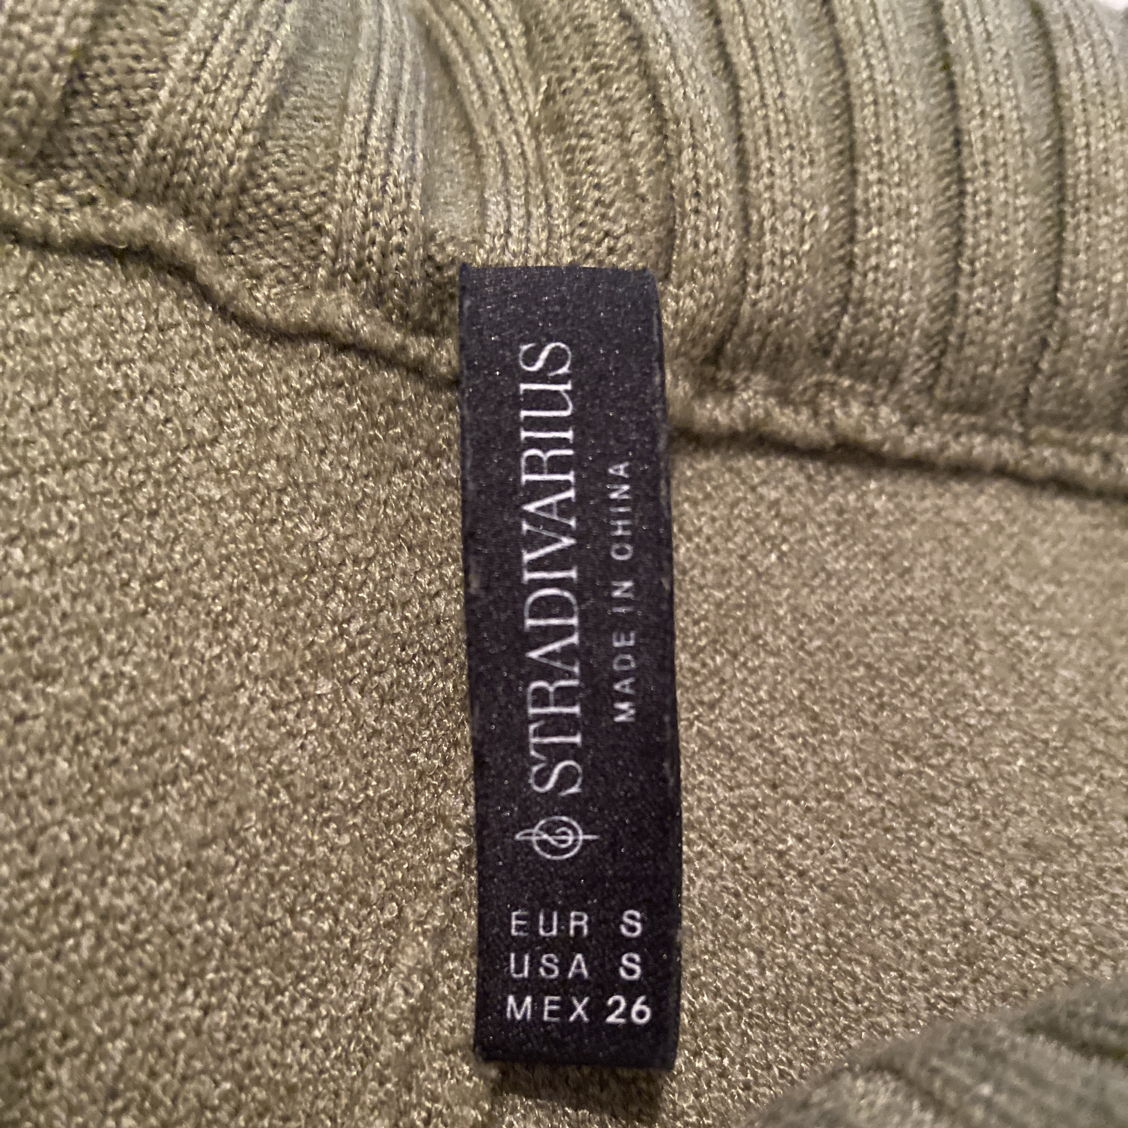 STRADIVARIUS
MADE IN CHINA
EUR S
USA S
MEX 26